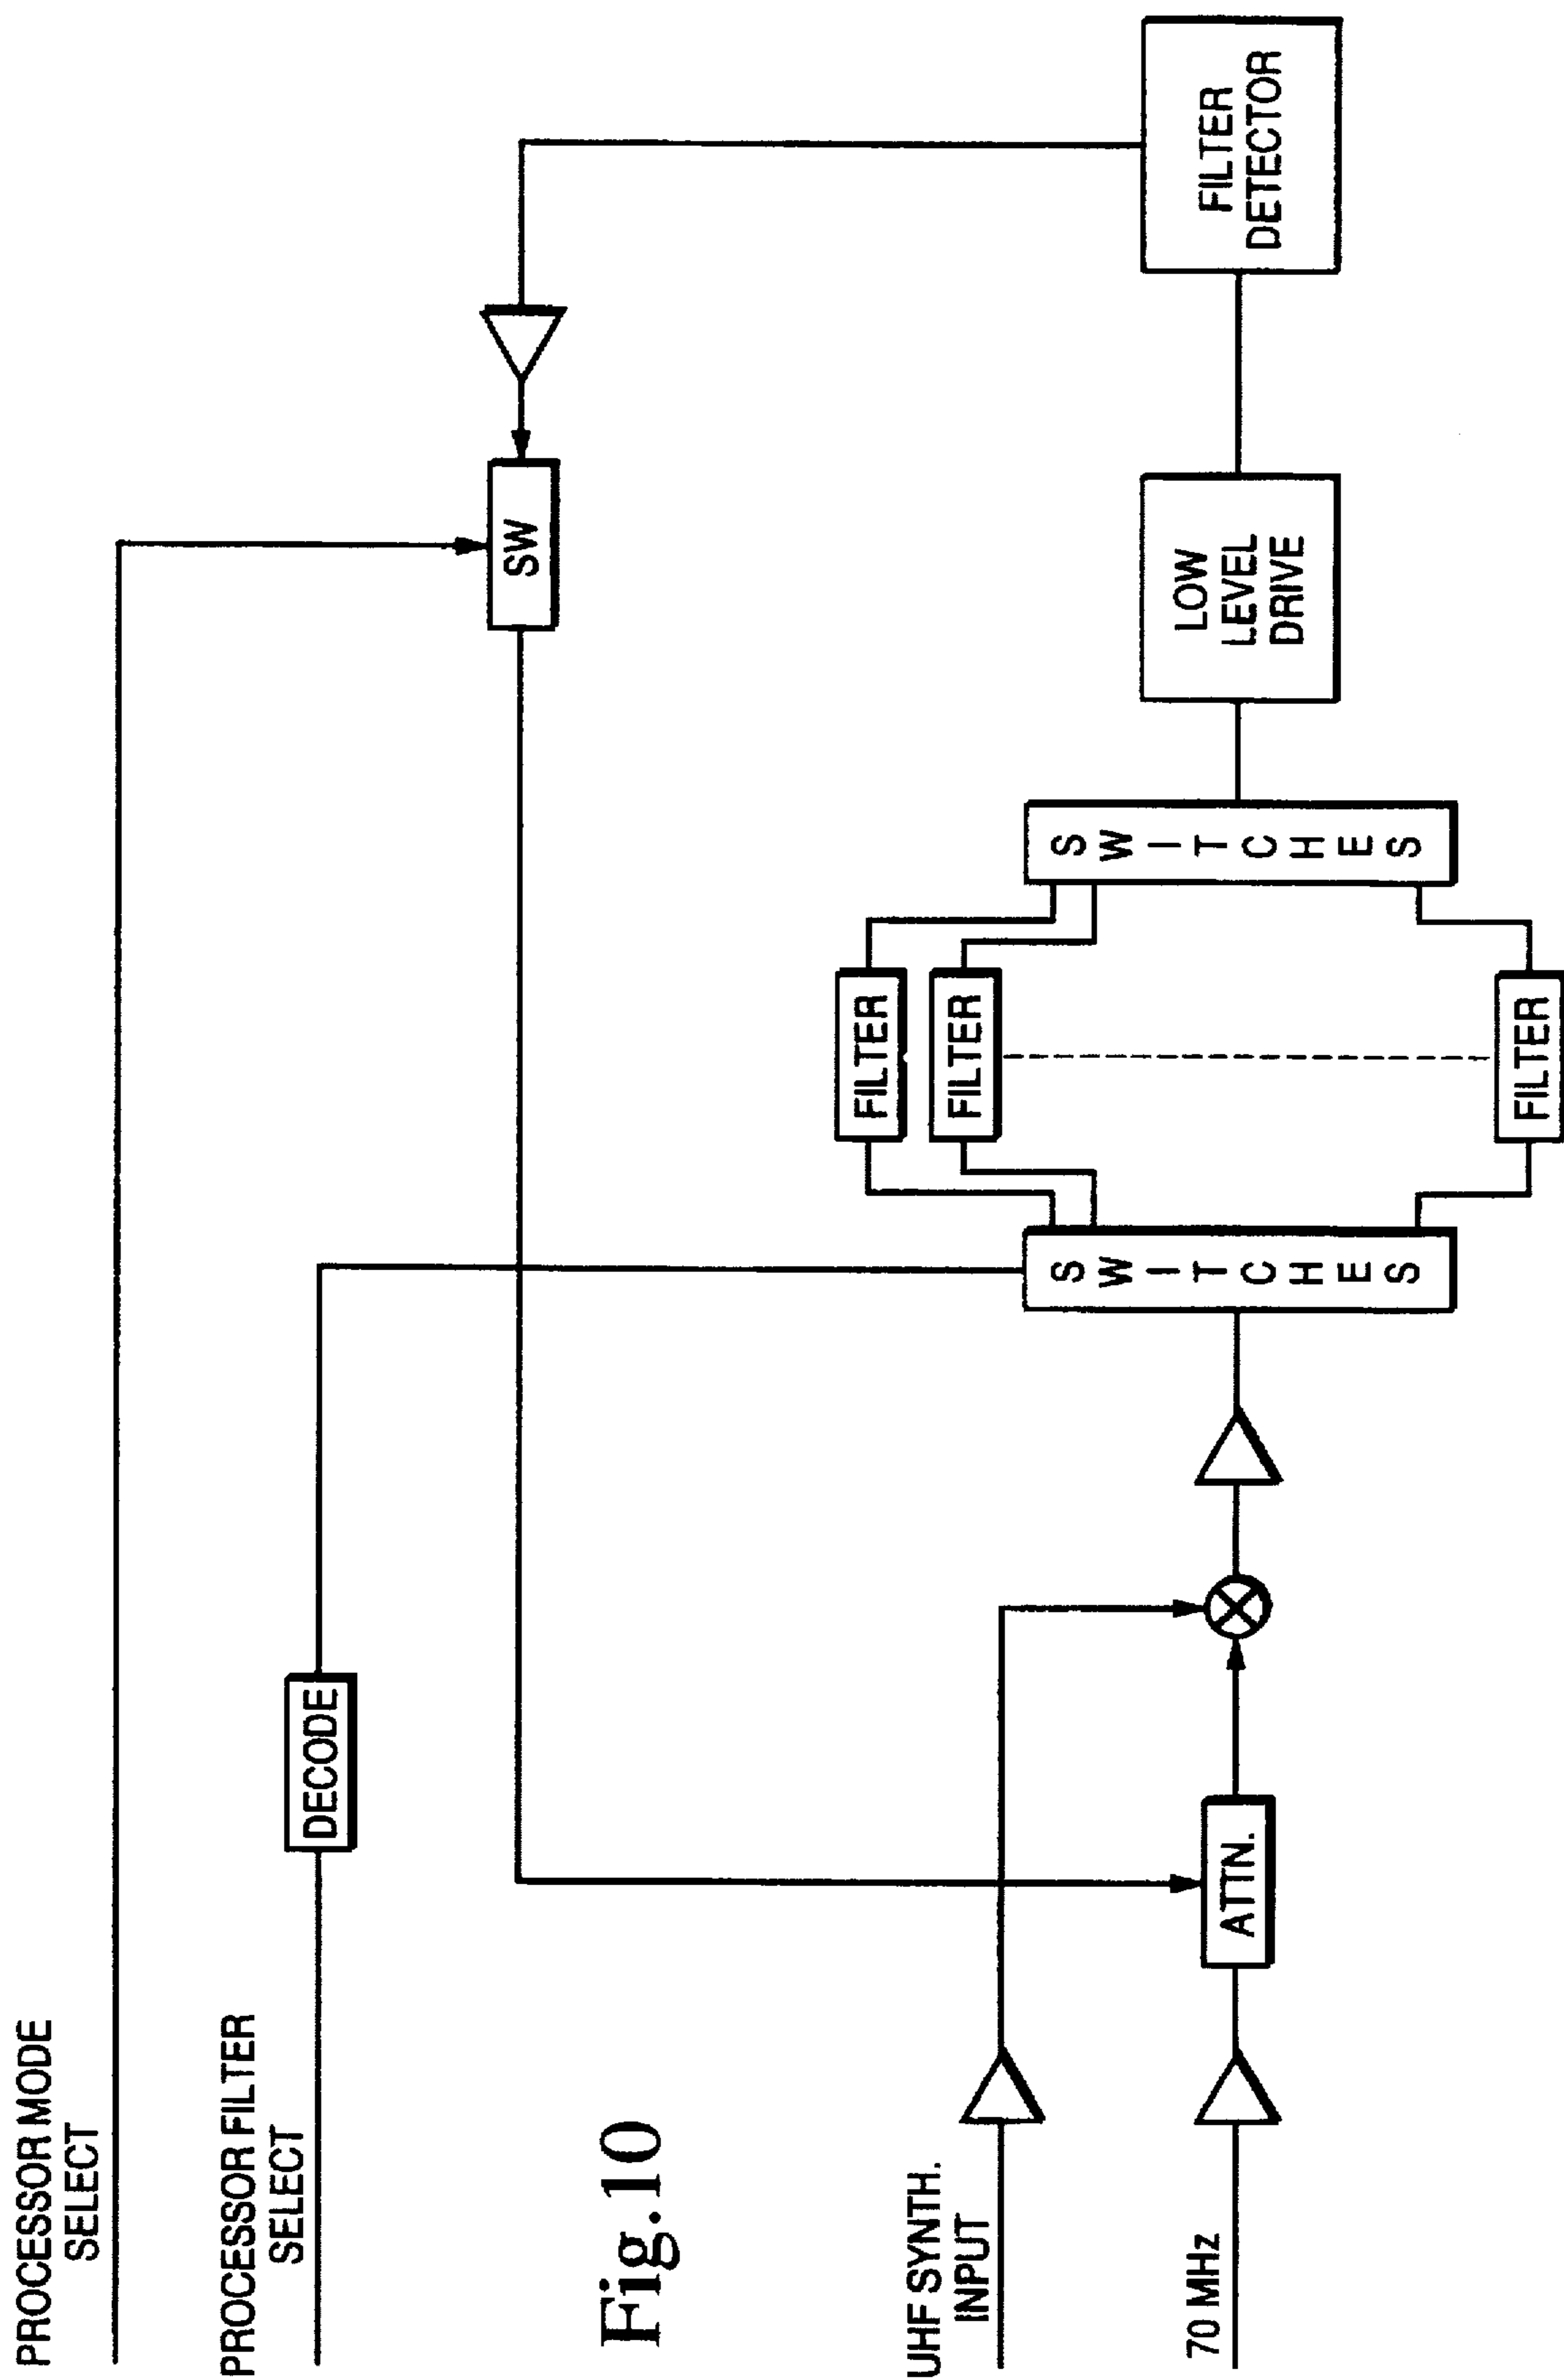 PROCESSOR MODE
SELECT
PROCESSOR FILTER
SELECT
DECODE
SW
Fig.10
UHF SYNTH.
INPUT
70 MHz
ATTN.
SWITCHES
FILTER
FILTER
FILTER
SWITCHES
LOW
LEVEL
DRIVE
FILTER
DETECTOR